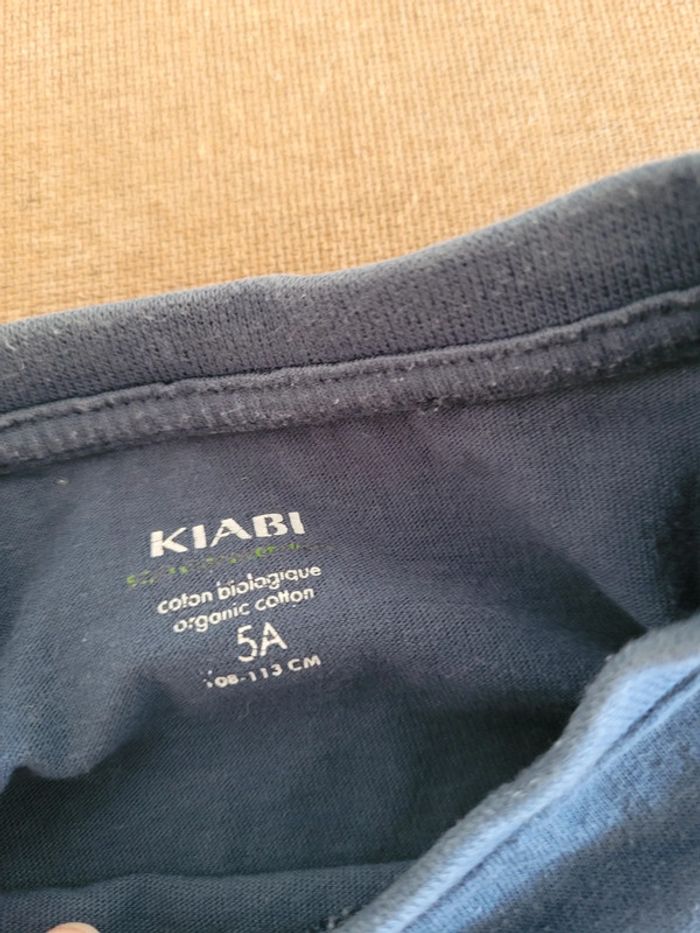 KIABI
coton biologique
organic cotton
5A
108-113 CM